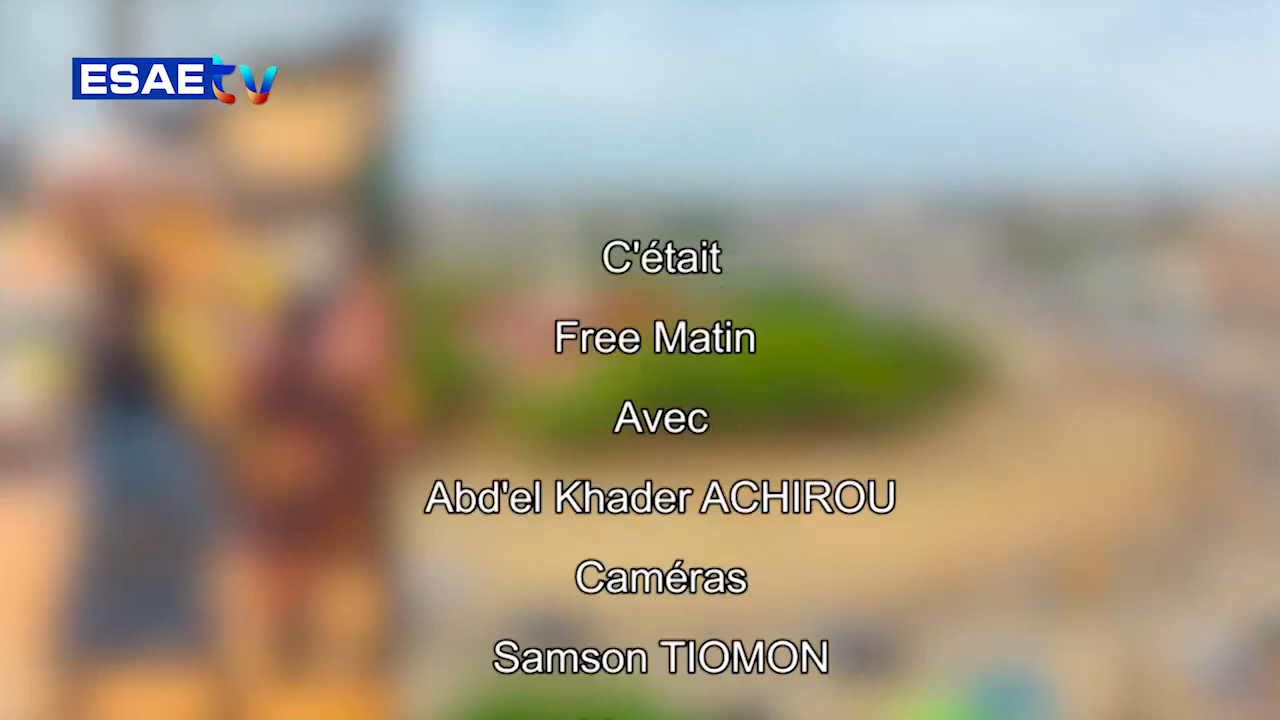 ESAE tv
C'était
Free Matin
Avec
Abd'el Khader ACHIROU
Caméras
Samson TIOMON